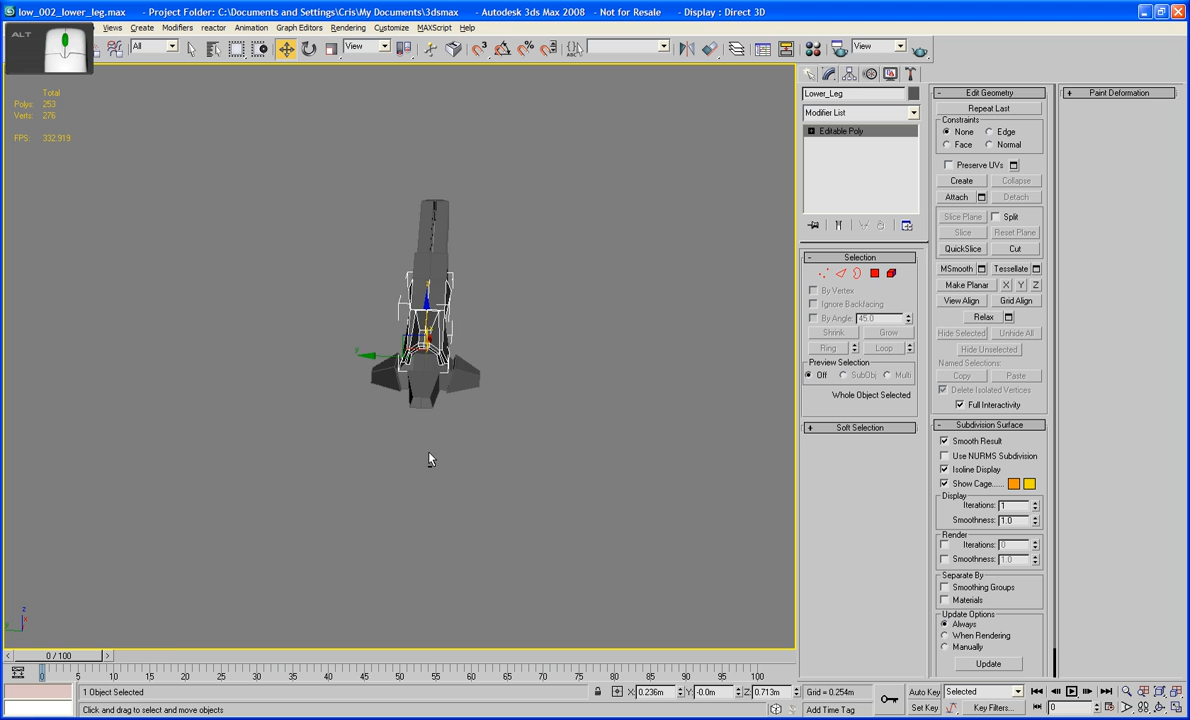 low_002_lower_leg.max - Project Folder: C:\Documents and Settings\Cris\My Documents\3dsmax - Autodesk 3ds Max 2008 - Not for Resale - Display : Direct 3D
ALT
Views Create Modifiers reactor Animation Graph Editors Rendering Customize MAXScript Help
All View View
Total
Polys: 253
Verts: 276
FPS: 332.919
Lower_Leg
Modifier List
Editable Poly
- Selection
By Vertex
Ignore Backfacing
By Angle: 45.0
Shrink Grow
Ring Loop
Preview Selection
Off SubObj Multi
Whole Object Selected
+ Soft Selection
- Edit Geometry
Repeat Last
Constraints
None Edge
Face Normal
Preserve UVs
Create Collapse
Attach Detach
Slice Plane Split
Slice Reset Plane
QuickSlice Cut
MSmooth Tessellate
Make Planar X Y Z
View Align Grid Align
Relax
Hide Selected Unhide All
Hide Unselected
Named Selections:
Copy Paste
Delete Isolated Vertices
Full Interactivity
- Subdivision Surface
Smooth Result
Use NURMS Subdivision
Isoline Display
Show Cage......
Display
Iterations: 1
Smoothness: 1.0
Render
Iterations: 0
Smoothness: 1.0
Separate By
Smoothing Groups
Materials
Update Options
Always
When Rendering
Manually
Update
+ Paint Deformation
z
x
y
0 / 100
0 5 10 15 20 25 30 35 40 45 50 55 60 65 70 75 80 85 90 95 100
1 Object Selected X: 0.236m Y: -0.0m Z: 0.713m Grid = 0.254m Auto Key Selected
Click and drag to select and move objects Add Time Tag Set Key Key Filters... 0